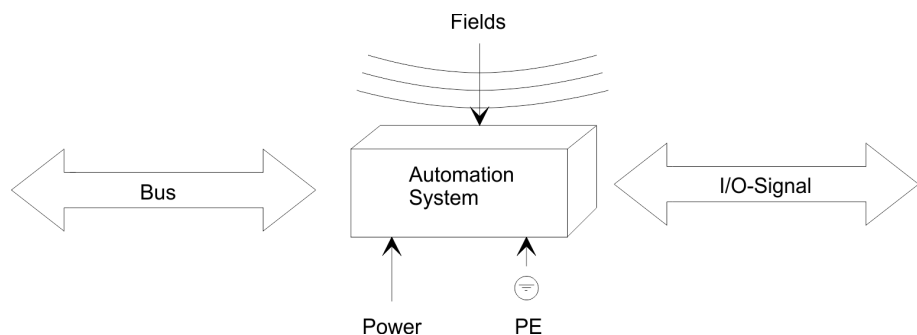 Fields
Automation
System
Bus
I/O-Signal
Power
PE